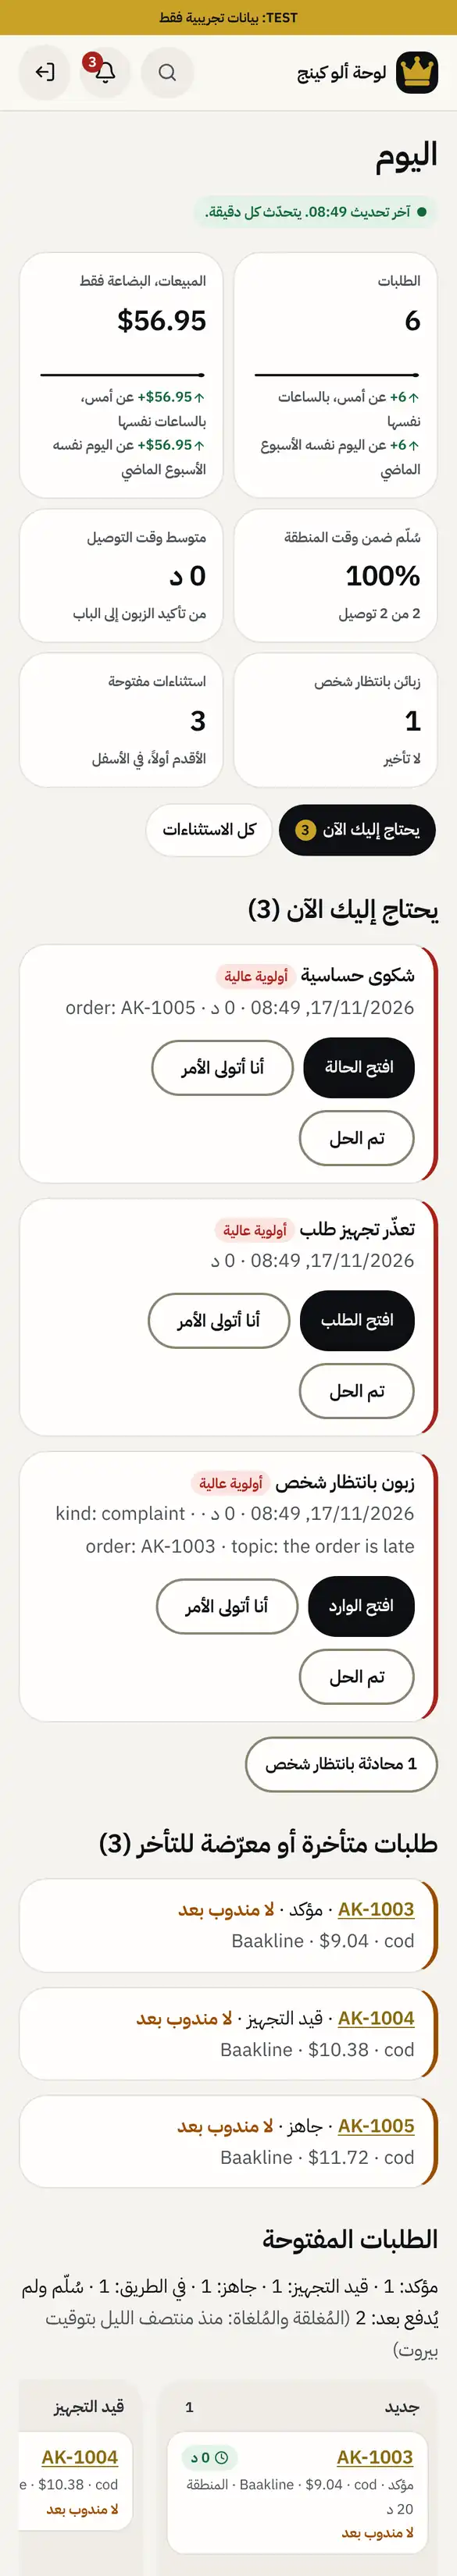 TEST: بيانات تجريبية فقط
لوحة ألو كينج
3
اليوم
آخر تحديث 08:49. يتحدّث كل دقيقة.
الطلبات
6
↑+6 عن أمس، بالساعات
نفسها
↑+6 عن اليوم نفسه الأسبوع
الماضي
المبيعات، البضاعة فقط
$56.95
↑+$56.95 عن أمس،
بالساعات نفسها
↑+$56.95 عن اليوم نفسه
الأسبوع الماضي
سُلّم ضمن وقت المنطقة
100%
2 من 2 توصيل
متوسط وقت التوصيل
0 د
من تأكيد الزبون إلى الباب
زبائن بانتظار شخص
1
لا تأخير
استثناءات مفتوحة
3
الأقدم أولاً، في الأسفل
يحتاج إليك الآن 3
كل الاستثناءات
يحتاج إليك الآن (3)
شكوى حساسية أولوية عالية
17/11/2026, 08:49 · 0 د · order: AK-1005
افتح الحالة
أنا أتولى الأمر
تم الحل
تعذّر تجهيز طلب أولوية عالية
17/11/2026, 08:49 · 0 د
افتح الطلب
أنا أتولى الأمر
تم الحل
زبون بانتظار شخص أولوية عالية
17/11/2026, 08:49 · 0 د · · kind: complaint
order: AK-1003 · topic: the order is late
افتح الوارد
أنا أتولى الأمر
تم الحل
1 محادثة بانتظار شخص
طلبات متأخرة أو معرّضة للتأخر (3)
AK-1003 · مؤكد · لا مندوب بعد
Baakline · $9.04 · cod
AK-1004 · قيد التجهيز · لا مندوب بعد
Baakline · $10.38 · cod
AK-1005 · جاهز · لا مندوب بعد
Baakline · $11.72 · cod
الطلبات المفتوحة
مؤكد: 1 · قيد التجهيز: 1 · جاهز: 1 · في الطريق: 1 · سُلّم ولم
يُدفع بعد: 2 (المُغلقة والمُلغاة: منذ منتصف الليل بتوقيت
بيروت)
جديد
1
AK-1003
0 د
مؤكد · Baakline · $9.04 · cod · المنطقة
20 د
لا مندوب بعد
قيد التجهيز
AK-1004
e · $10.38 · cod
لا مندوب بعد